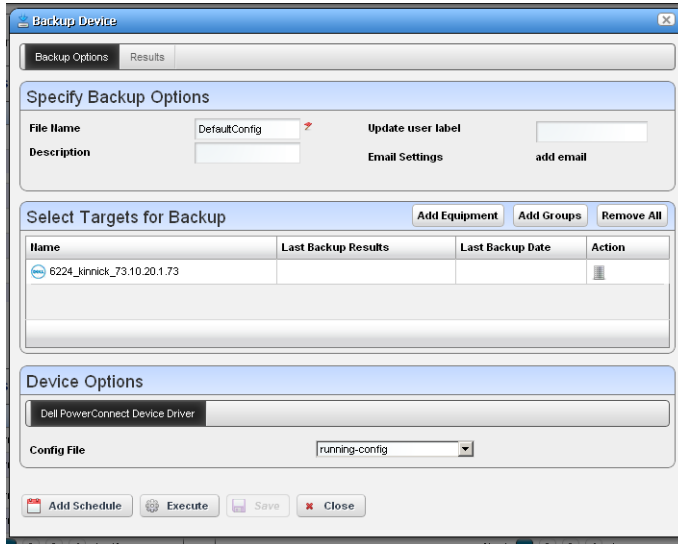 Backup Device
Backup Options Results
Specify Backup Options
File Name DefaultConfig Update user label
Description Email Settings add email
Select Targets for Backup Add Equipment Add Groups Remove All
Name Last Backup Results Last Backup Date Action
DELL 6224_kinnick_73.10.20.1.73
Device Options
Dell PowerConnect Device Driver
Config File running-config
Add Schedule Execute Save Close